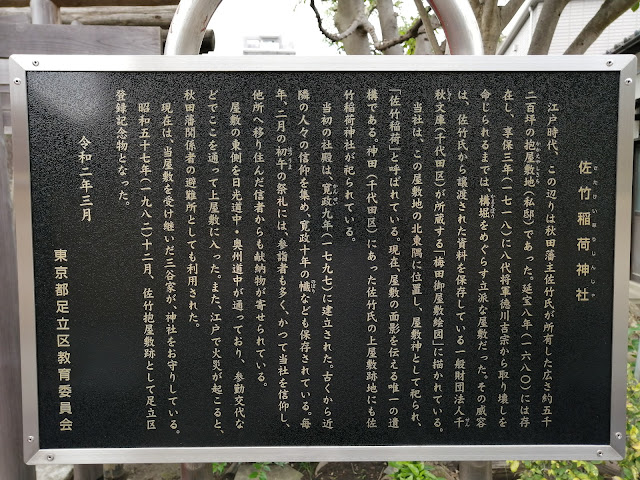 佐竹稲荷神社
さたけいなりじんじゃ
江戸時代、この辺りは秋田藩主佐竹氏が所有した広さ約五千
二百坪の抱屋敷地(私邸)であった。延宝八年(一六八〇)には存
在し、享保三年(一七一八)に八代将軍徳川吉宗から取り壊しを
命じられるまでは、構堀をめぐらす立派な屋敷だった。その威容
は、佐竹氏から譲渡された資料を保存している一般財団法人千
秋文庫(千代田区)が所蔵する「梅田御屋敷絵図」に描かれている。
当社は、この屋敷地の北東隅に位置し、屋敷神として祀られ、
「佐竹稲荷」と呼ばれている。現在、屋敷の面影を伝える唯一の遺
構である。神田(千代田区)にあった佐竹氏の上屋敷跡地にも佐
竹稲荷神社が祀られている。
当初の社殿は、寛政九年(一七九七)に建立された。古くから近
隣の人々の信仰を集め、寛政十年の幟なども保存されている。毎
年、二月の初午の祭礼には、参詣者も多く、かつて当社を信仰し、
他所へ移り住んだ信者からも献納物が寄せられている。
屋敷の東側を日光道中・奥州道中が通っており、参勤交代な
どでここを通って上屋敷に入った。また、江戸で火災が起こると、
秋田藩関係者の避難所としても利用された。
現在は、当屋敷を受け継いだ三谷家が、神社をお守りしている。
昭和五十七年(一九八二)十二月、佐竹抱屋敷跡として足立区
登録記念物となった。
令和二年三月
東京都足立区教育委員会